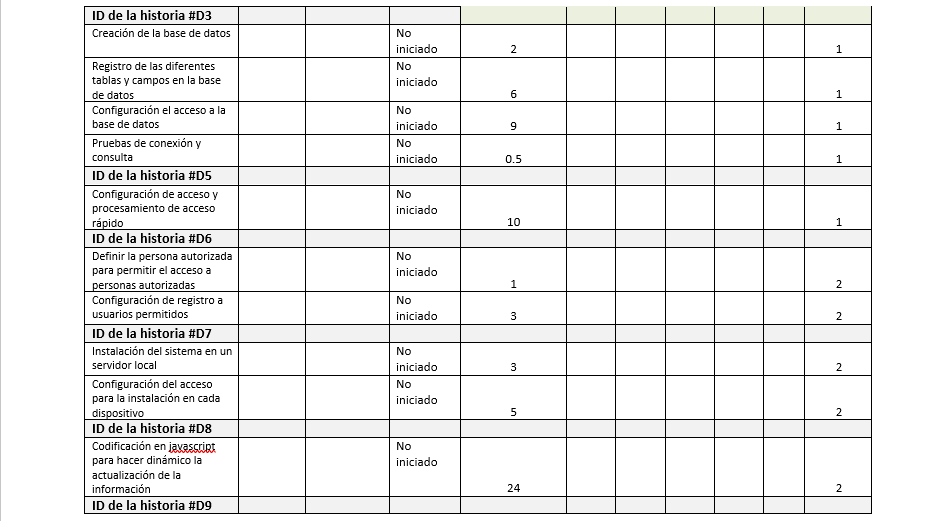 ID de la historia #D3
Creación de la base de datos
No
iniciado
2
1
Registro de las diferentes
tablas y campos en la base
de datos
No
iniciado
6
1
Configuración el acceso a la
base de datos
No
iniciado
9
1
Pruebas de conexión y
consulta
No
iniciado
0.5
1
ID de la historia #D5
Configuración de acceso y
procesamiento de acceso
rápido
No
iniciado
10
1
ID de la historia #D6
Definir la persona autorizada
para permitir el acceso a
personas autorizadas
No
iniciado
1
2
Configuración de registro a
usuarios permitidos
No
iniciado
3
2
ID de la historia #D7
Instalación del sistema en un
servidor local
No
iniciado
3
2
Configuración del acceso
para la instalación en cada
dispositivo
No
iniciado
5
2
ID de la historia #D8
Codificación en javascript
para hacer dinámico la
actualización de la
información
No
iniciado
24
2
ID de la historia #D9